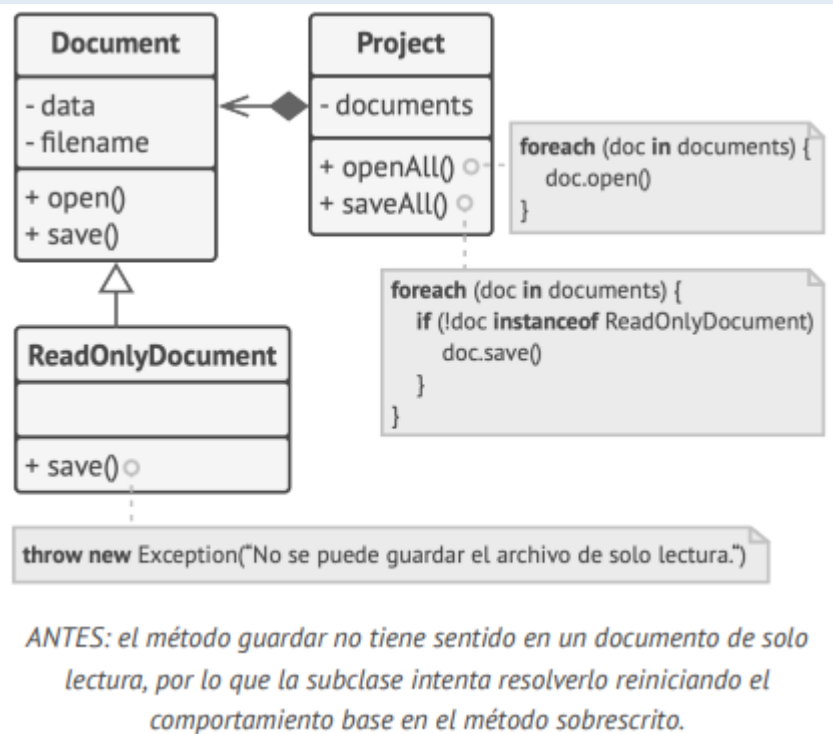 Document
- data
- filename
+ open()
+ save()
Project
- documents
+ openAll()
+ saveAll()
foreach (doc in documents) {
doc.open()
}
foreach (doc in documents) {
if (!doc instanceof ReadOnlyDocument)
doc.save()
}
}
ReadOnlyDocument
+ save()
throw new Exception("No se puede guardar el archivo de solo lectura.")
ANTES: el método guardar no tiene sentido en un documento de solo
lectura, por lo que la subclase intenta resolverlo reiniciando el
comportamiento base en el método sobrescrito.